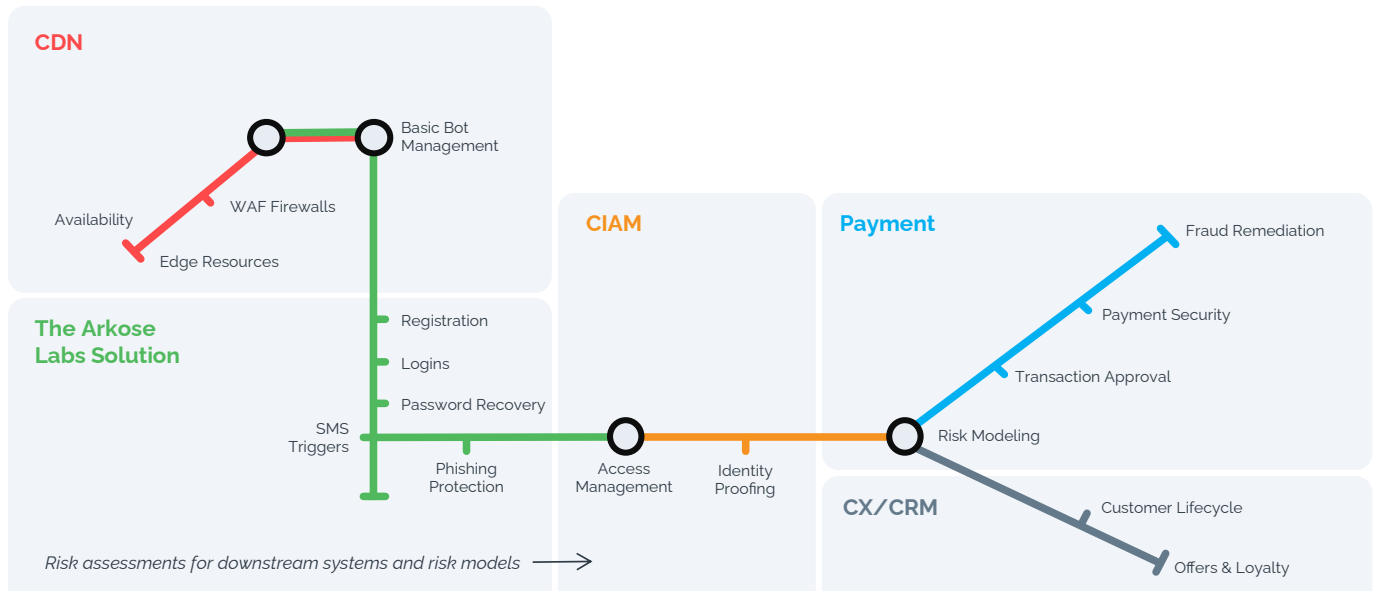 CDN
Basic Bot
Management
WAF Firewalls
Availability
Edge Resources
The Arkose
Labs Solution
Registration
Logins
Password Recovery
SMS
Triggers
Phishing
Protection
Risk assessments for downstream systems and risk models
CIAM
Access
Management
Identity
Proofing
Payment
Fraud Remediation
Payment Security
Transaction Approval
Risk Modeling
CX/CRM
Customer Lifecycle
Offers & Loyalty